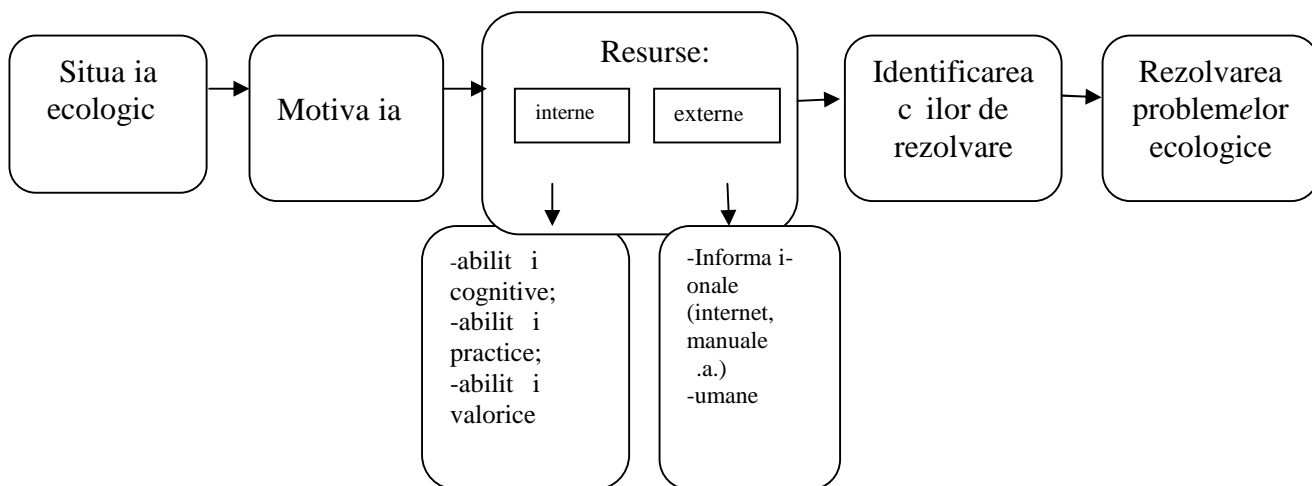 Situa ia
ecologic
Motiva ia
Resurse:
interne
externe
Identificarea
c ilor de
rezolvare
Rezolvarea
problemelor
ecologice
-abilit i
cognitive;
-abilit i
practice;
-abilit i
valorice
-Informa i-
onale
(internet,
manuale
.a.)
-umane